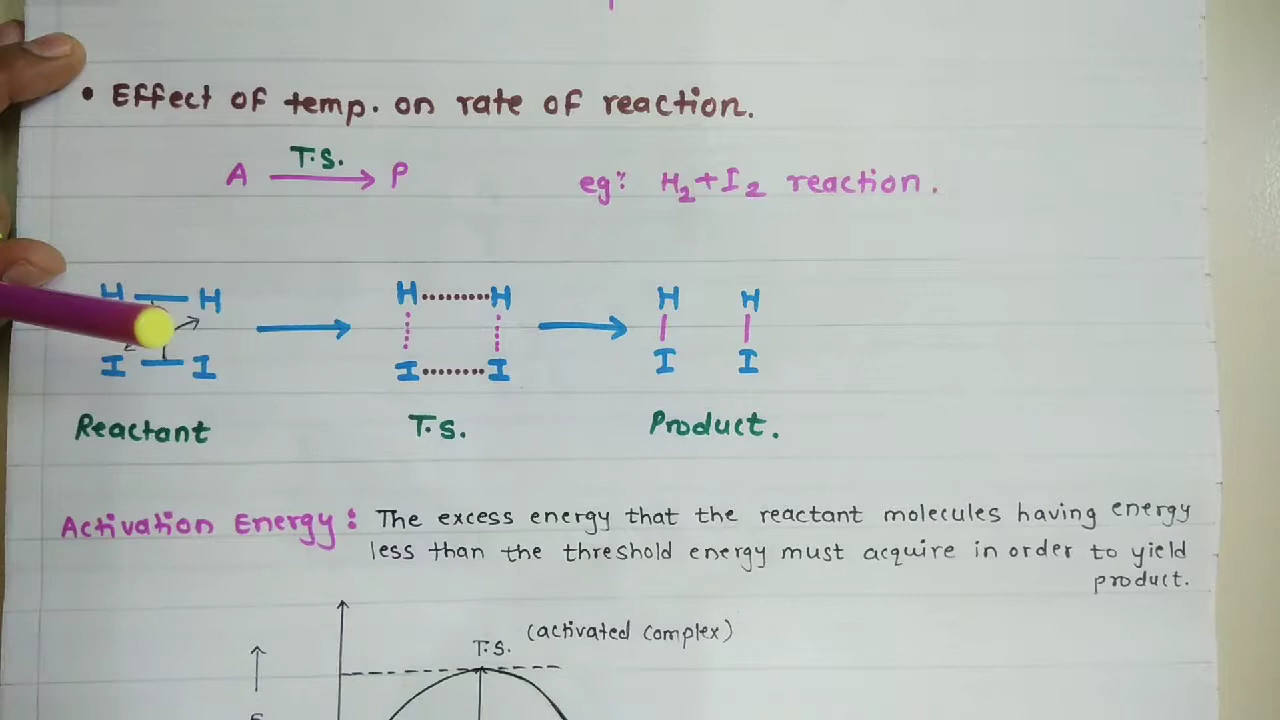 • Effect of temp. on rate of reaction.
A T.S. → P eg: H2+I2 reaction.
H — H → H........H → H H
I — I I........I I I
Reactant T.S. Product.
Activation Energy: The excess energy that the reactant molecules having energy
less than the threshold energy must acquire in order to yield
product.
T.S. (activated complex)